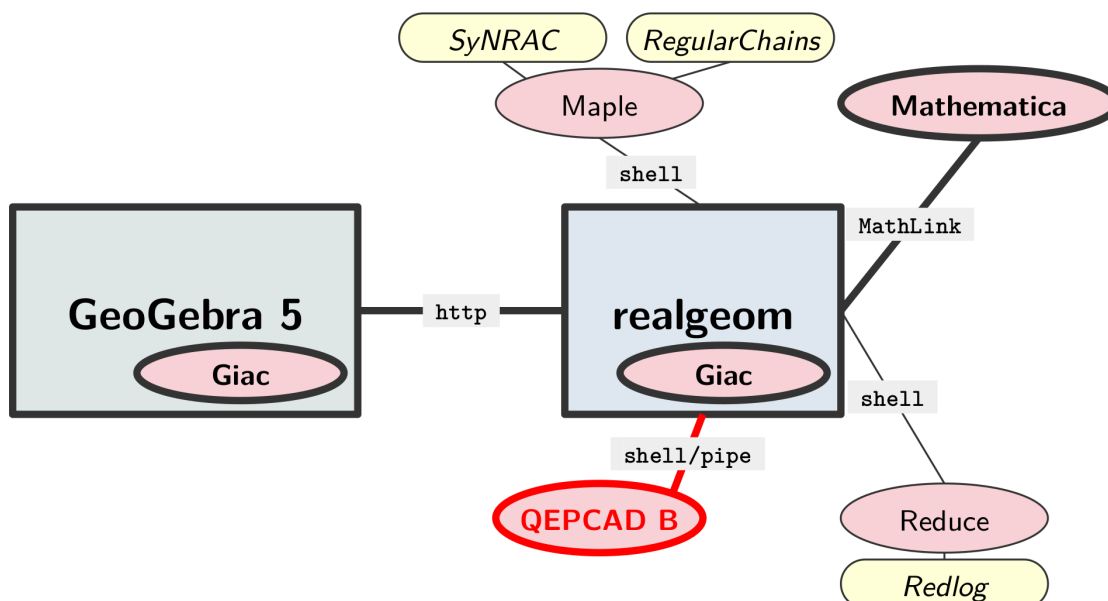 SyNRAC
RegularChains
Maple
Mathematica
shell
MathLink
GeoGebra 5
http
realgeom
Giac
Giac
shell
shell/pipe
QEPCAD B
Reduce
Redlog